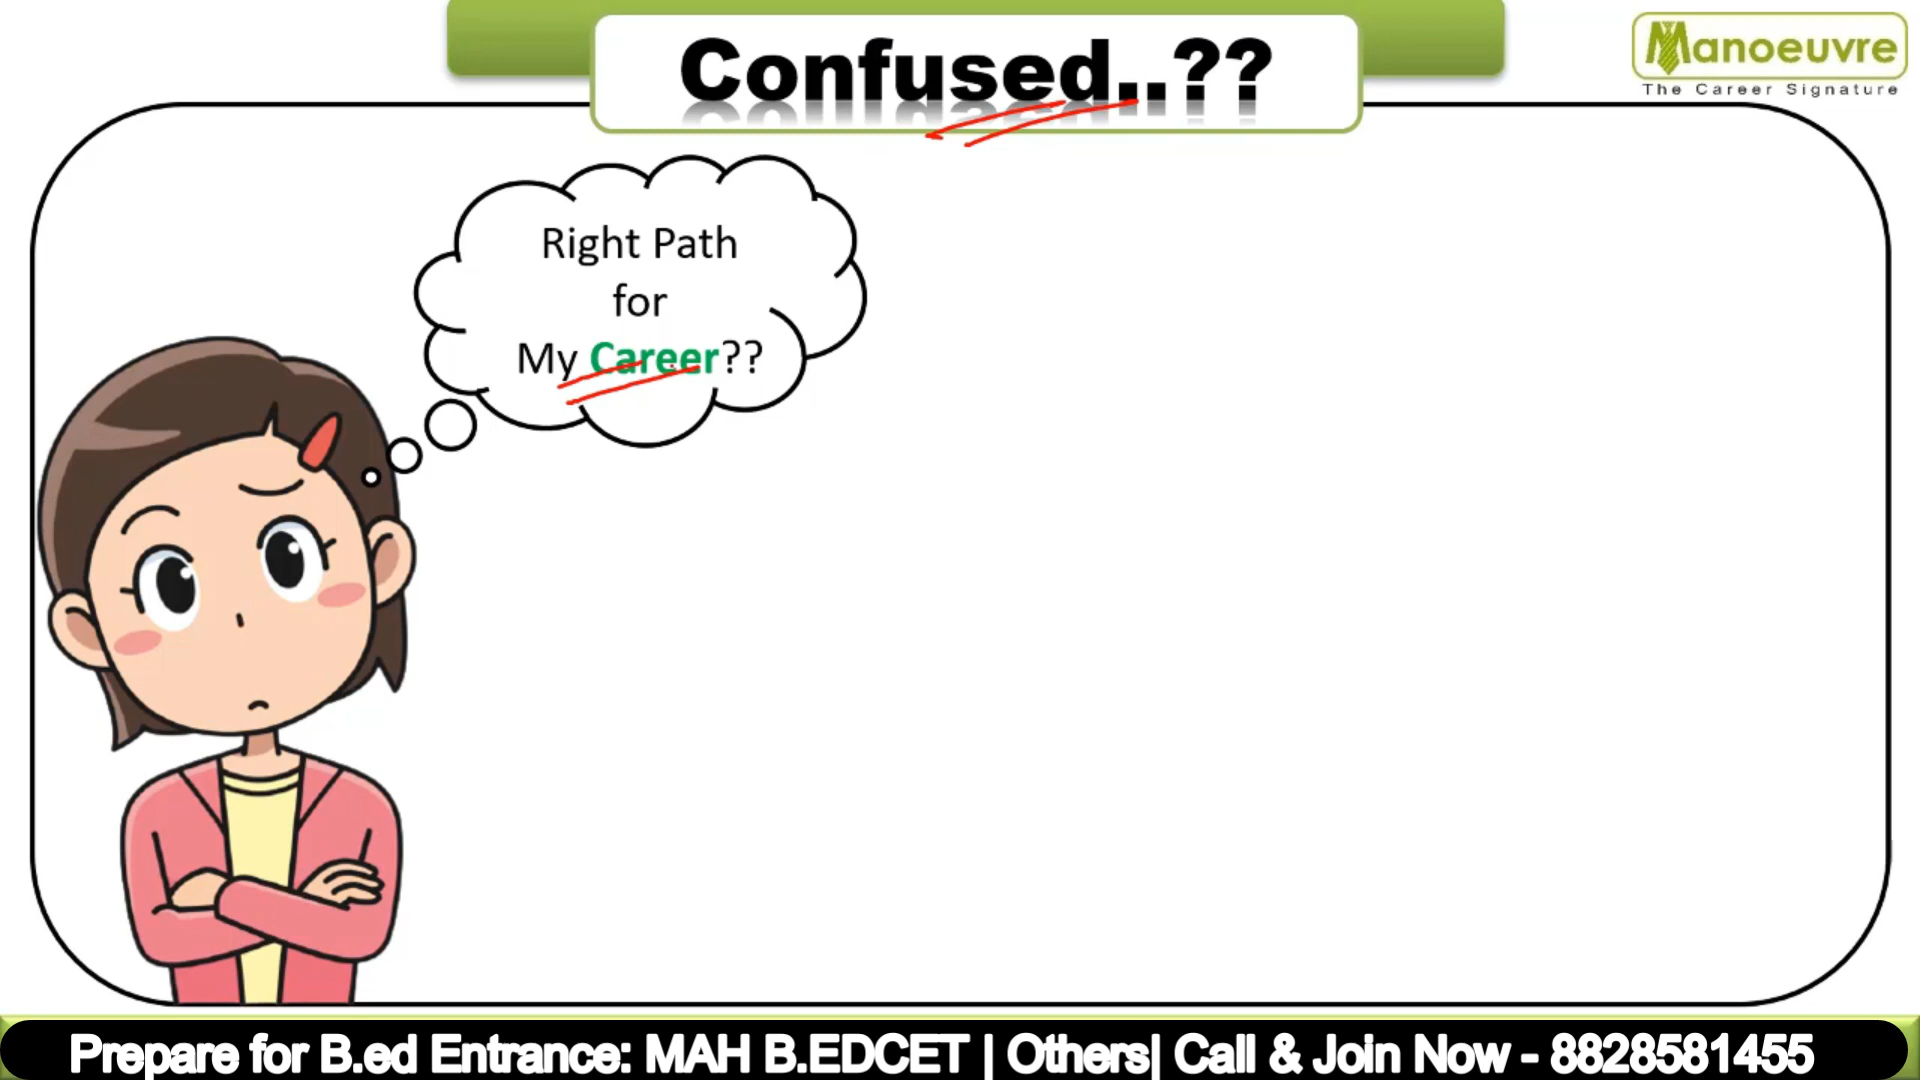 Confused..??
Manoeuvre
The Career Signature
Right Path
for
My Career??
Prepare for B.ed Entrance: MAH B.EDCET | Others| Call & Join Now - 8828581455